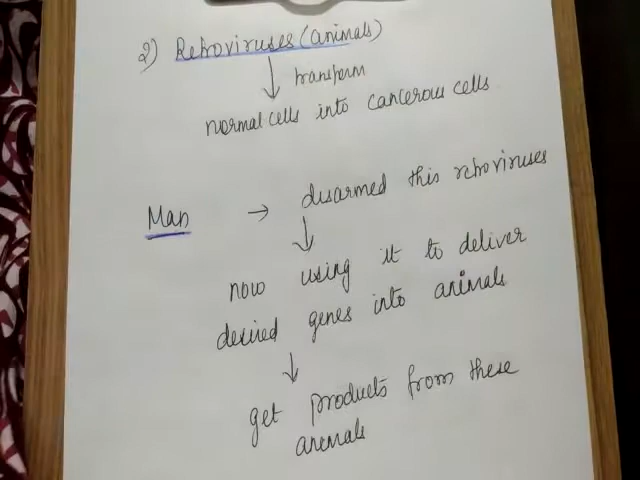 2) Retroviruses (animals)
↓ transform
normal cells into cancerous cells
Man → disarmed this retroviruses
↓
now using it to deliver
desired genes into animals
↓
get products from these
animals